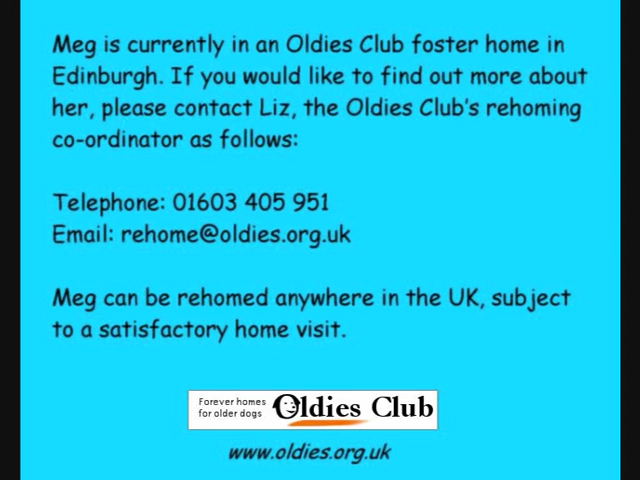 Meg is currently in an Oldies Club foster home in
Edinburgh. If you would like to find out more about
her, please contact Liz, the Oldies Club's rehoming
co-ordinator as follows:
Telephone: 01603 405 951
Email: rehome@oldies.org.uk
Meg can be rehomed anywhere in the UK, subject
to a satisfactory home visit.
Forever homes
for older dogs
Oldies Club
www.oldies.org.uk